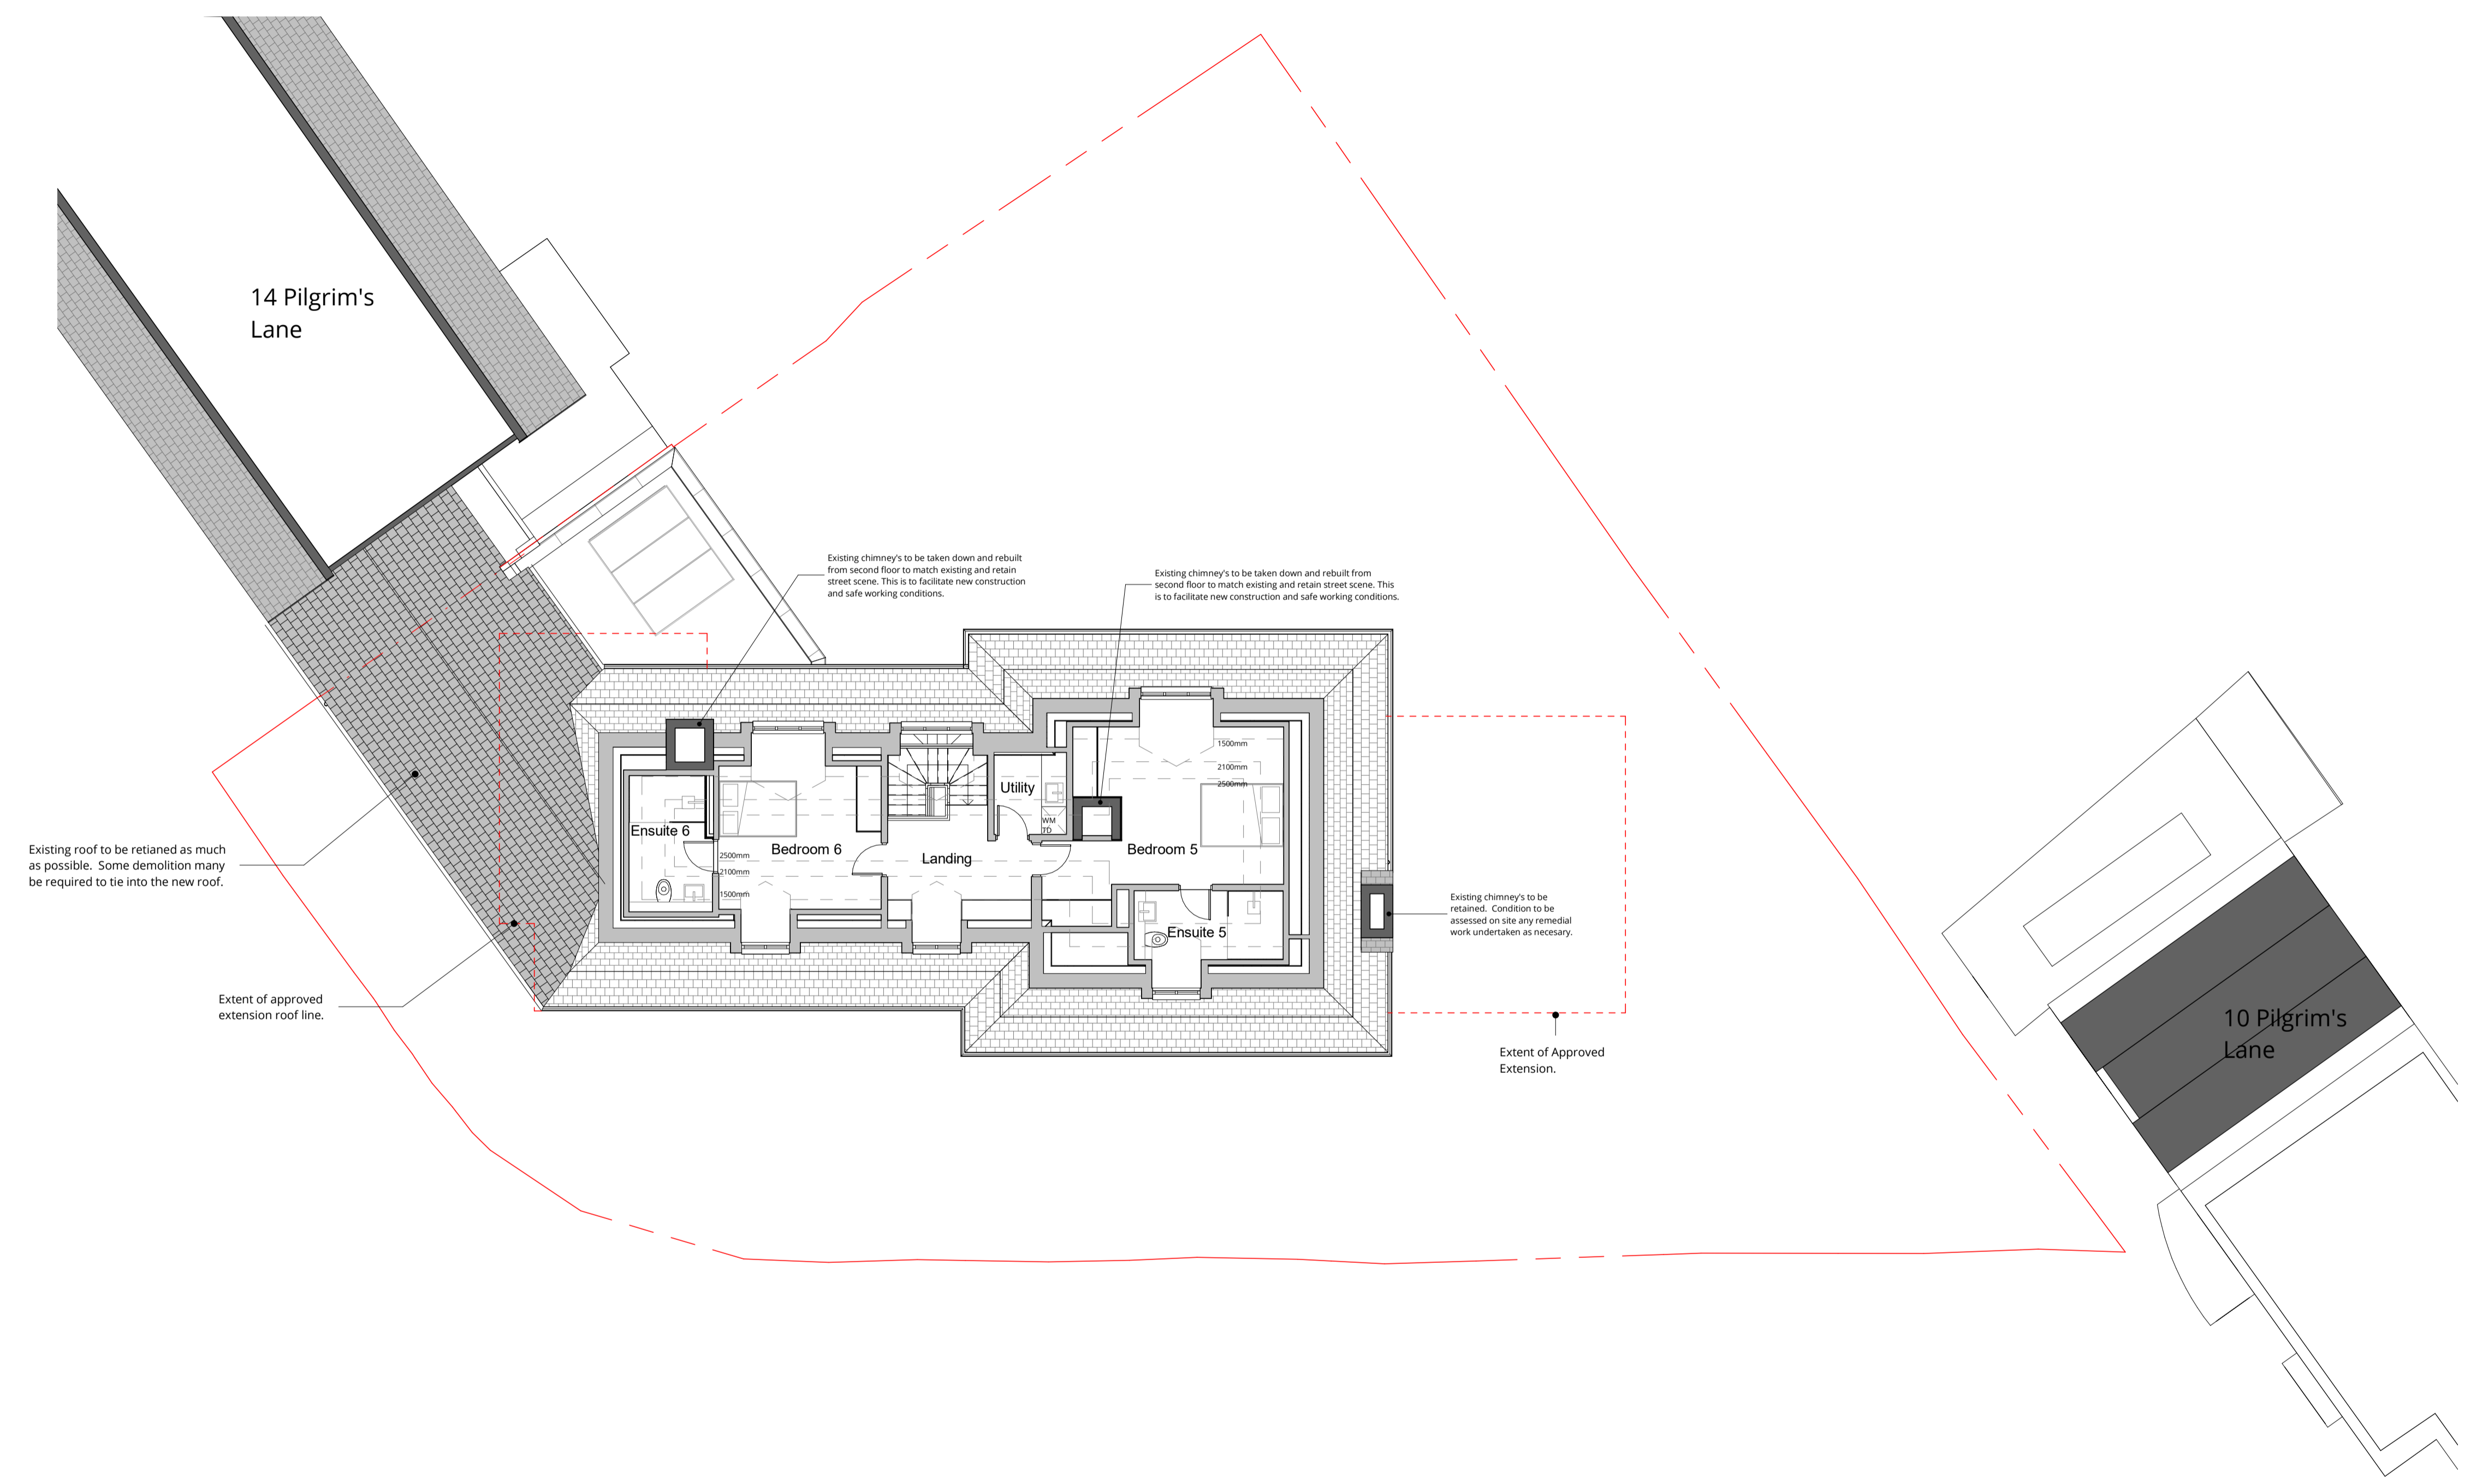 14 Pilgrim's
Lane
Existing chimney's to be taken down and rebuilt
from second floor to match existing and retain
street scene. This is to facilitate new construction
and safe working conditions.
Existing chimney's to be taken down and rebuilt from
second floor to match existing and retain street scene. This
is to facilitate new construction and safe working conditions.
1500mm
2100mm
2500mm
Utility
WM
TD
Ensuite 6
Bedroom 6
Landing
Bedroom 5
2500mm
2100mm
1500mm
Ensuite 5
Existing roof to be retianed as much
as possible. Some demolition many
be required to tie into the new roof.
Existing chimney's to be
retained. Condition to be
assessed on site any remedial
work undertaken as necesary.
Extent of approved
extension roof line.
Extent of Approved
Extension.
10 Pilgrim's
Lane